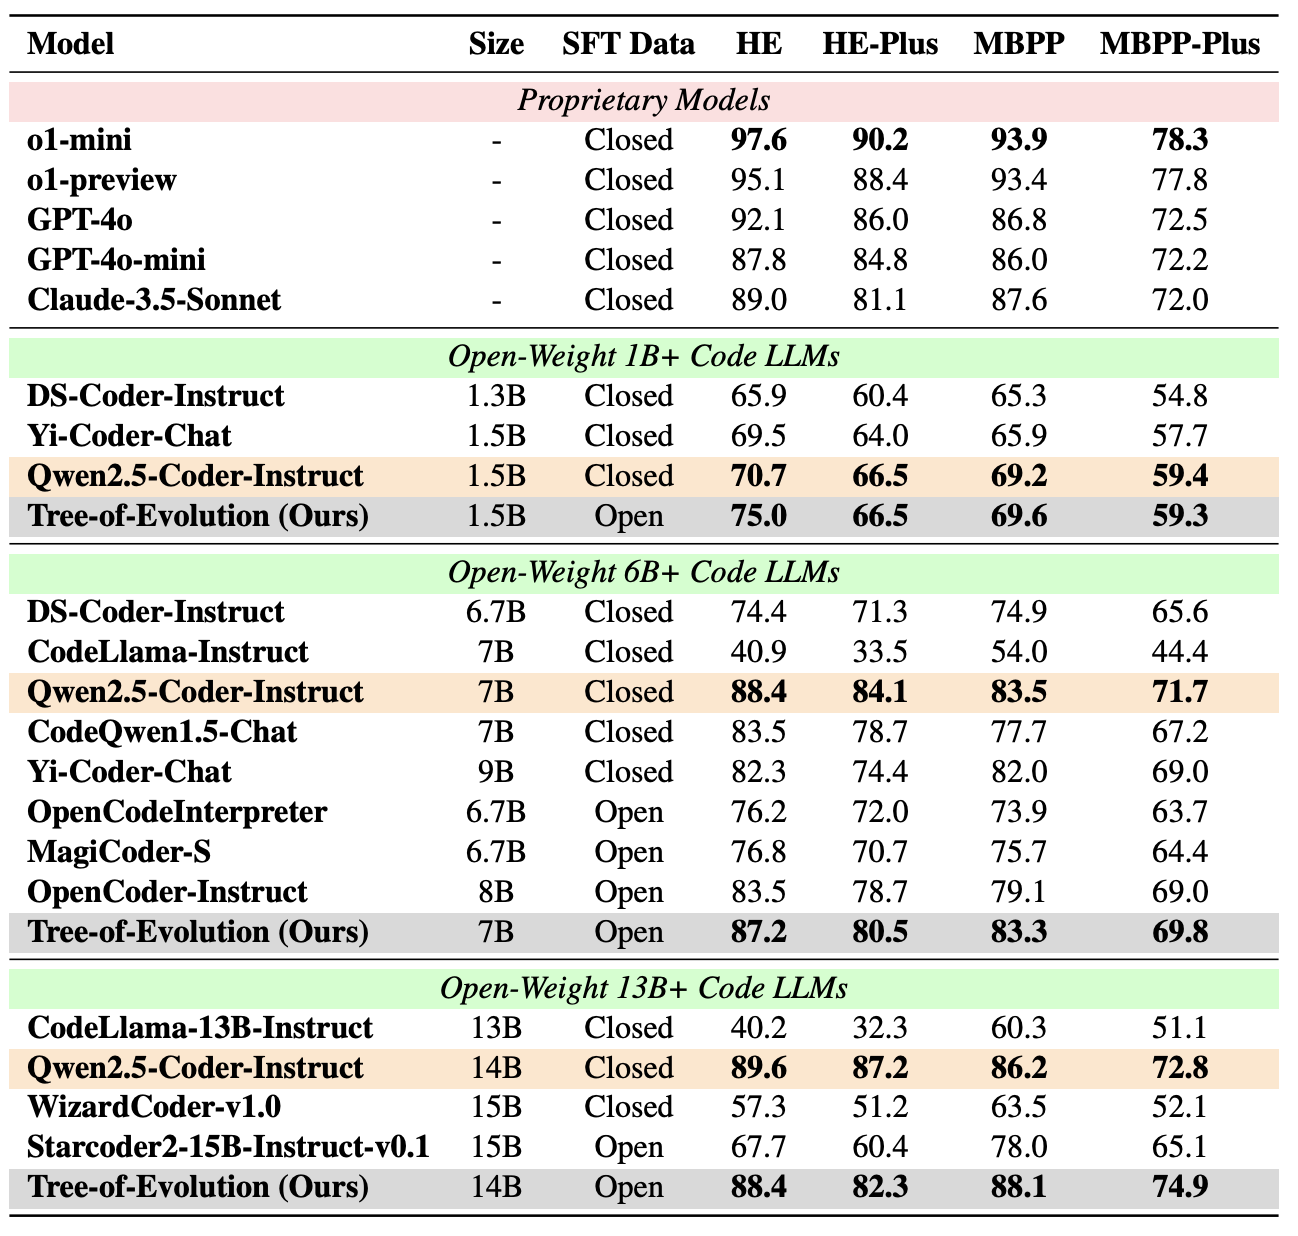 Model Size SFT Data HE HE-Plus MBPP MBPP-Plus
Proprietary Models
o1-mini - Closed 97.6 90.2 93.9 78.3
o1-preview - Closed 95.1 88.4 93.4 77.8
GPT-4o - Closed 92.1 86.0 86.8 72.5
GPT-4o-mini - Closed 87.8 84.8 86.0 72.2
Claude-3.5-Sonnet - Closed 89.0 81.1 87.6 72.0
Open-Weight 1B+ Code LLMs
DS-Coder-Instruct 1.3B Closed 65.9 60.4 65.3 54.8
Yi-Coder-Chat 1.5B Closed 69.5 64.0 65.9 57.7
Qwen2.5-Coder-Instruct 1.5B Closed 70.7 66.5 69.2 59.4
Tree-of-Evolution (Ours) 1.5B Open 75.0 66.5 69.6 59.3
Open-Weight 6B+ Code LLMs
DS-Coder-Instruct 6.7B Closed 74.4 71.3 74.9 65.6
CodeLlama-Instruct 7B Closed 40.9 33.5 54.0 44.4
Qwen2.5-Coder-Instruct 7B Closed 88.4 84.1 83.5 71.7
CodeQwen1.5-Chat 7B Closed 83.5 78.7 77.7 67.2
Yi-Coder-Chat 9B Closed 82.3 74.4 82.0 69.0
OpenCodeInterpreter 6.7B Open 76.2 72.0 73.9 63.7
MagiCoder-S 6.7B Open 76.8 70.7 75.7 64.4
OpenCoder-Instruct 8B Open 83.5 78.7 79.1 69.0
Tree-of-Evolution (Ours) 7B Open 87.2 80.5 83.3 69.8
Open-Weight 13B+ Code LLMs
CodeLlama-13B-Instruct 13B Closed 40.2 32.3 60.3 51.1
Qwen2.5-Coder-Instruct 14B Closed 89.6 87.2 86.2 72.8
WizardCoder-v1.0 15B Closed 57.3 51.2 63.5 52.1
Starcoder2-15B-Instruct-v0.1 15B Open 67.7 60.4 78.0 65.1
Tree-of-Evolution (Ours) 14B Open 88.4 82.3 88.1 74.9